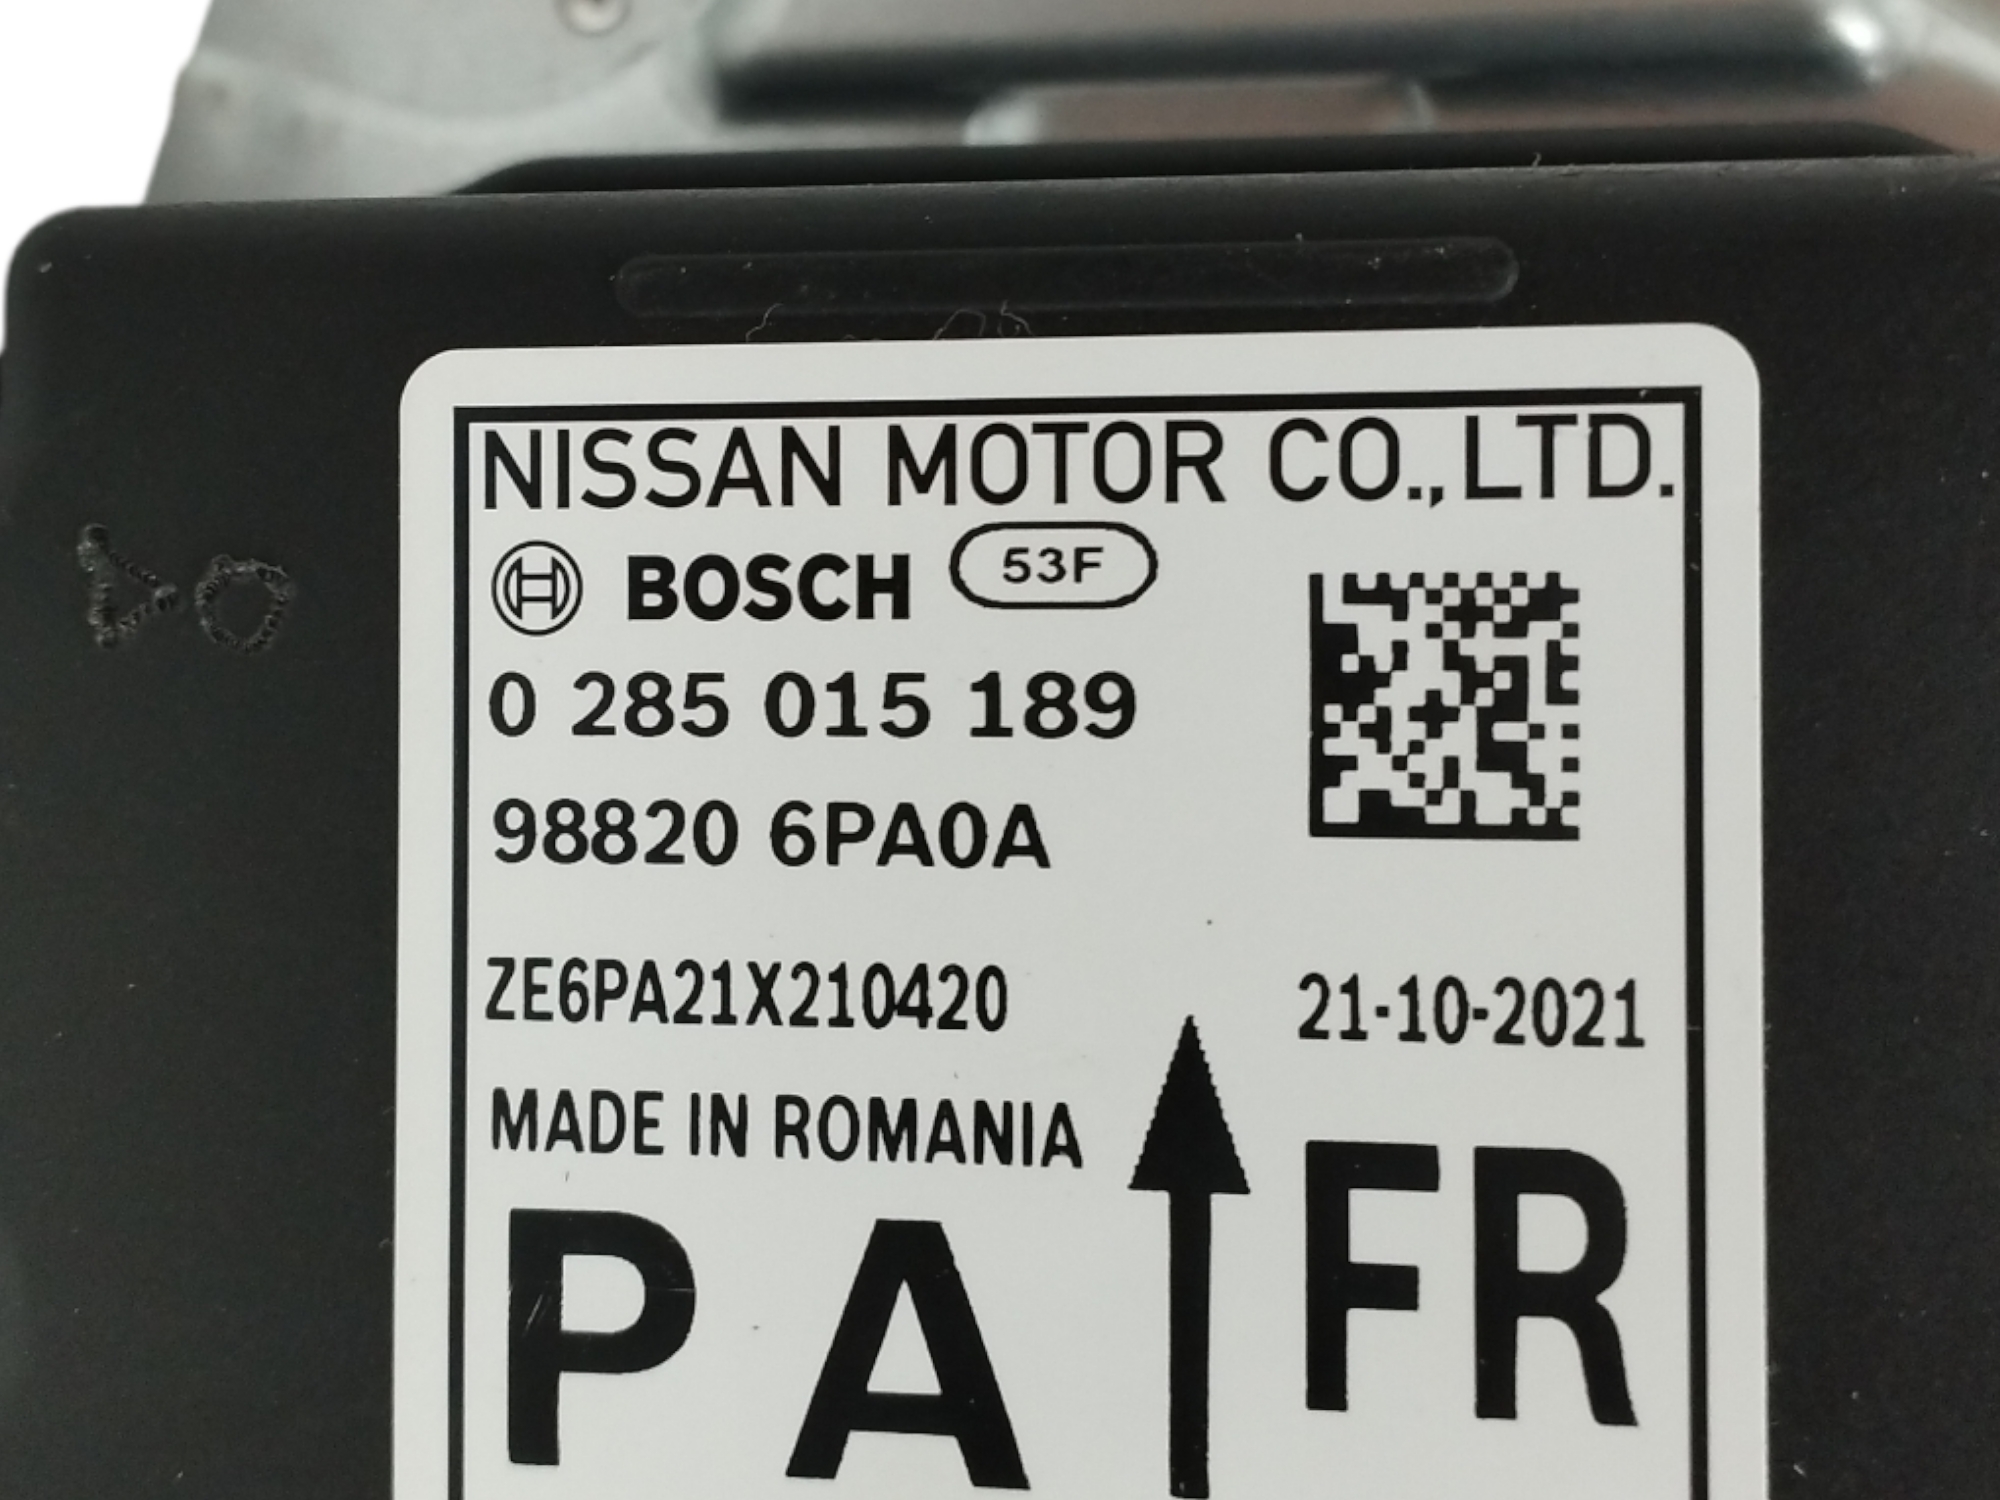 NISSAN MOTOR CO.,LTD.
BOSCH 53F
0 285 015 189
98820 6PA0A
ZE6PA21X210420 21-10-2021
MADE IN ROMANIA
PA FR